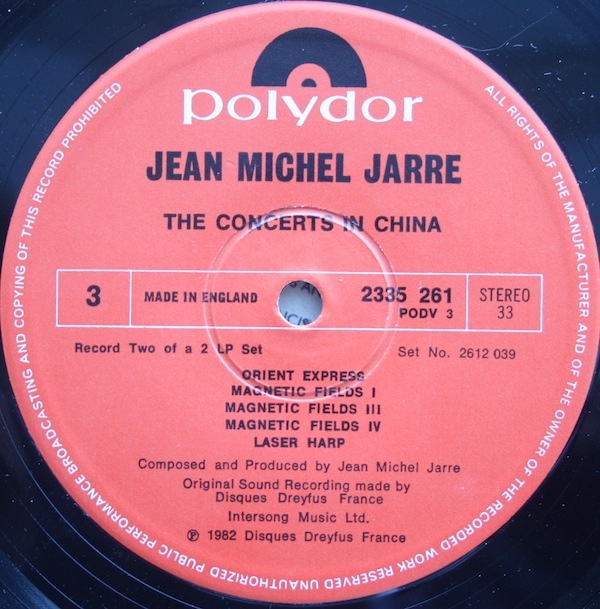 polydor
JEAN MICHEL JARRE
THE CONCERTS IN CHINA
3
MADE IN ENGLAND
2335 261
PODV 3
STEREO
33
Record Two of a 2 LP Set
Set No. 2612 039
ORIENT EXPRESS
MAGNETIC FIELDS I
MAGNETIC FIELDS III
MAGNETIC FIELDS IV
LASER HARP
Composed and Produced by Jean Michel Jarre
Original Sound Recording made by
Disques Dreyfus France
Intersong Music Ltd.
℗ 1982 Disques Dreyfus France
ALL RIGHTS OF THE MANUFACTURER AND OF THE OWNER OF THE RECORDED WORK RESERVED UNAUTHORIZED PUBLIC PERFORMANCE BROADCASTING AND COPYING OF THIS RECORD PROHIBITED